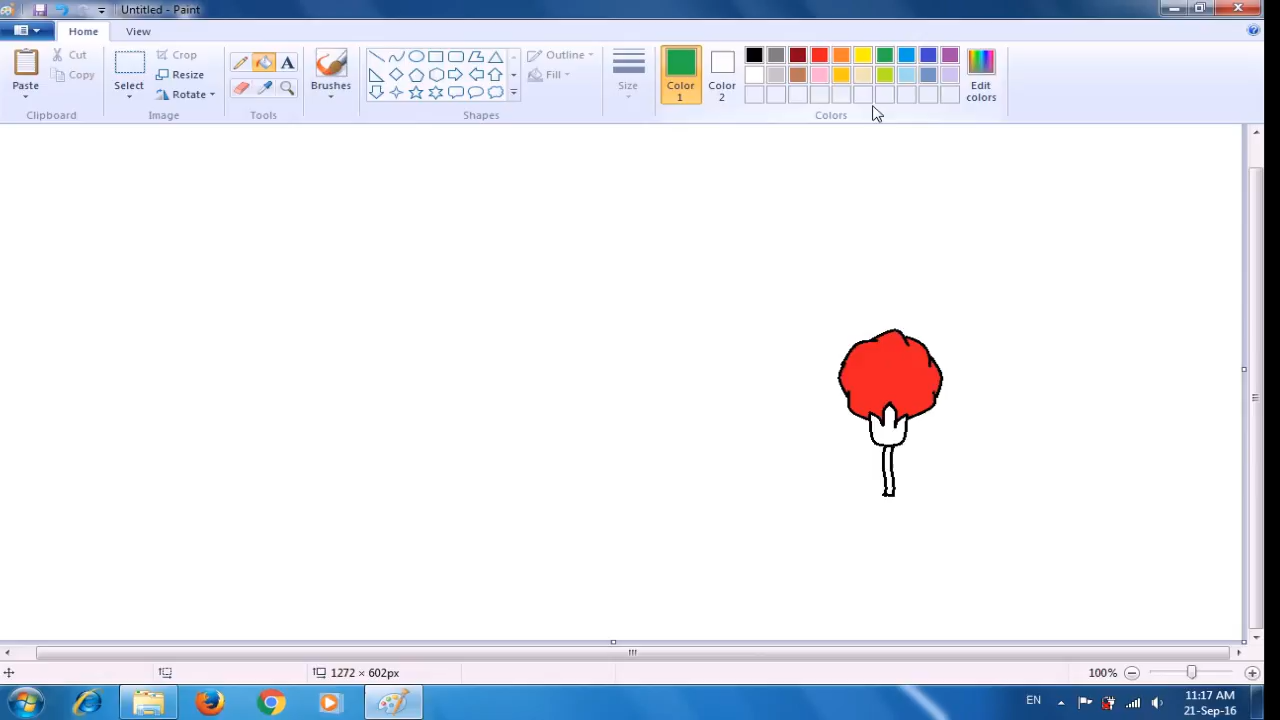 Untitled - Paint
Home View
Paste
Cut
Copy
Clipboard
Select
Crop
Resize
Rotate
Image
A
Tools
Brushes
Outline
Fill
Shapes
Size
Color 1
Color 2
Edit colors
Colors
1272 × 602px
100%
EN
11:17 AM
21-Sep-16